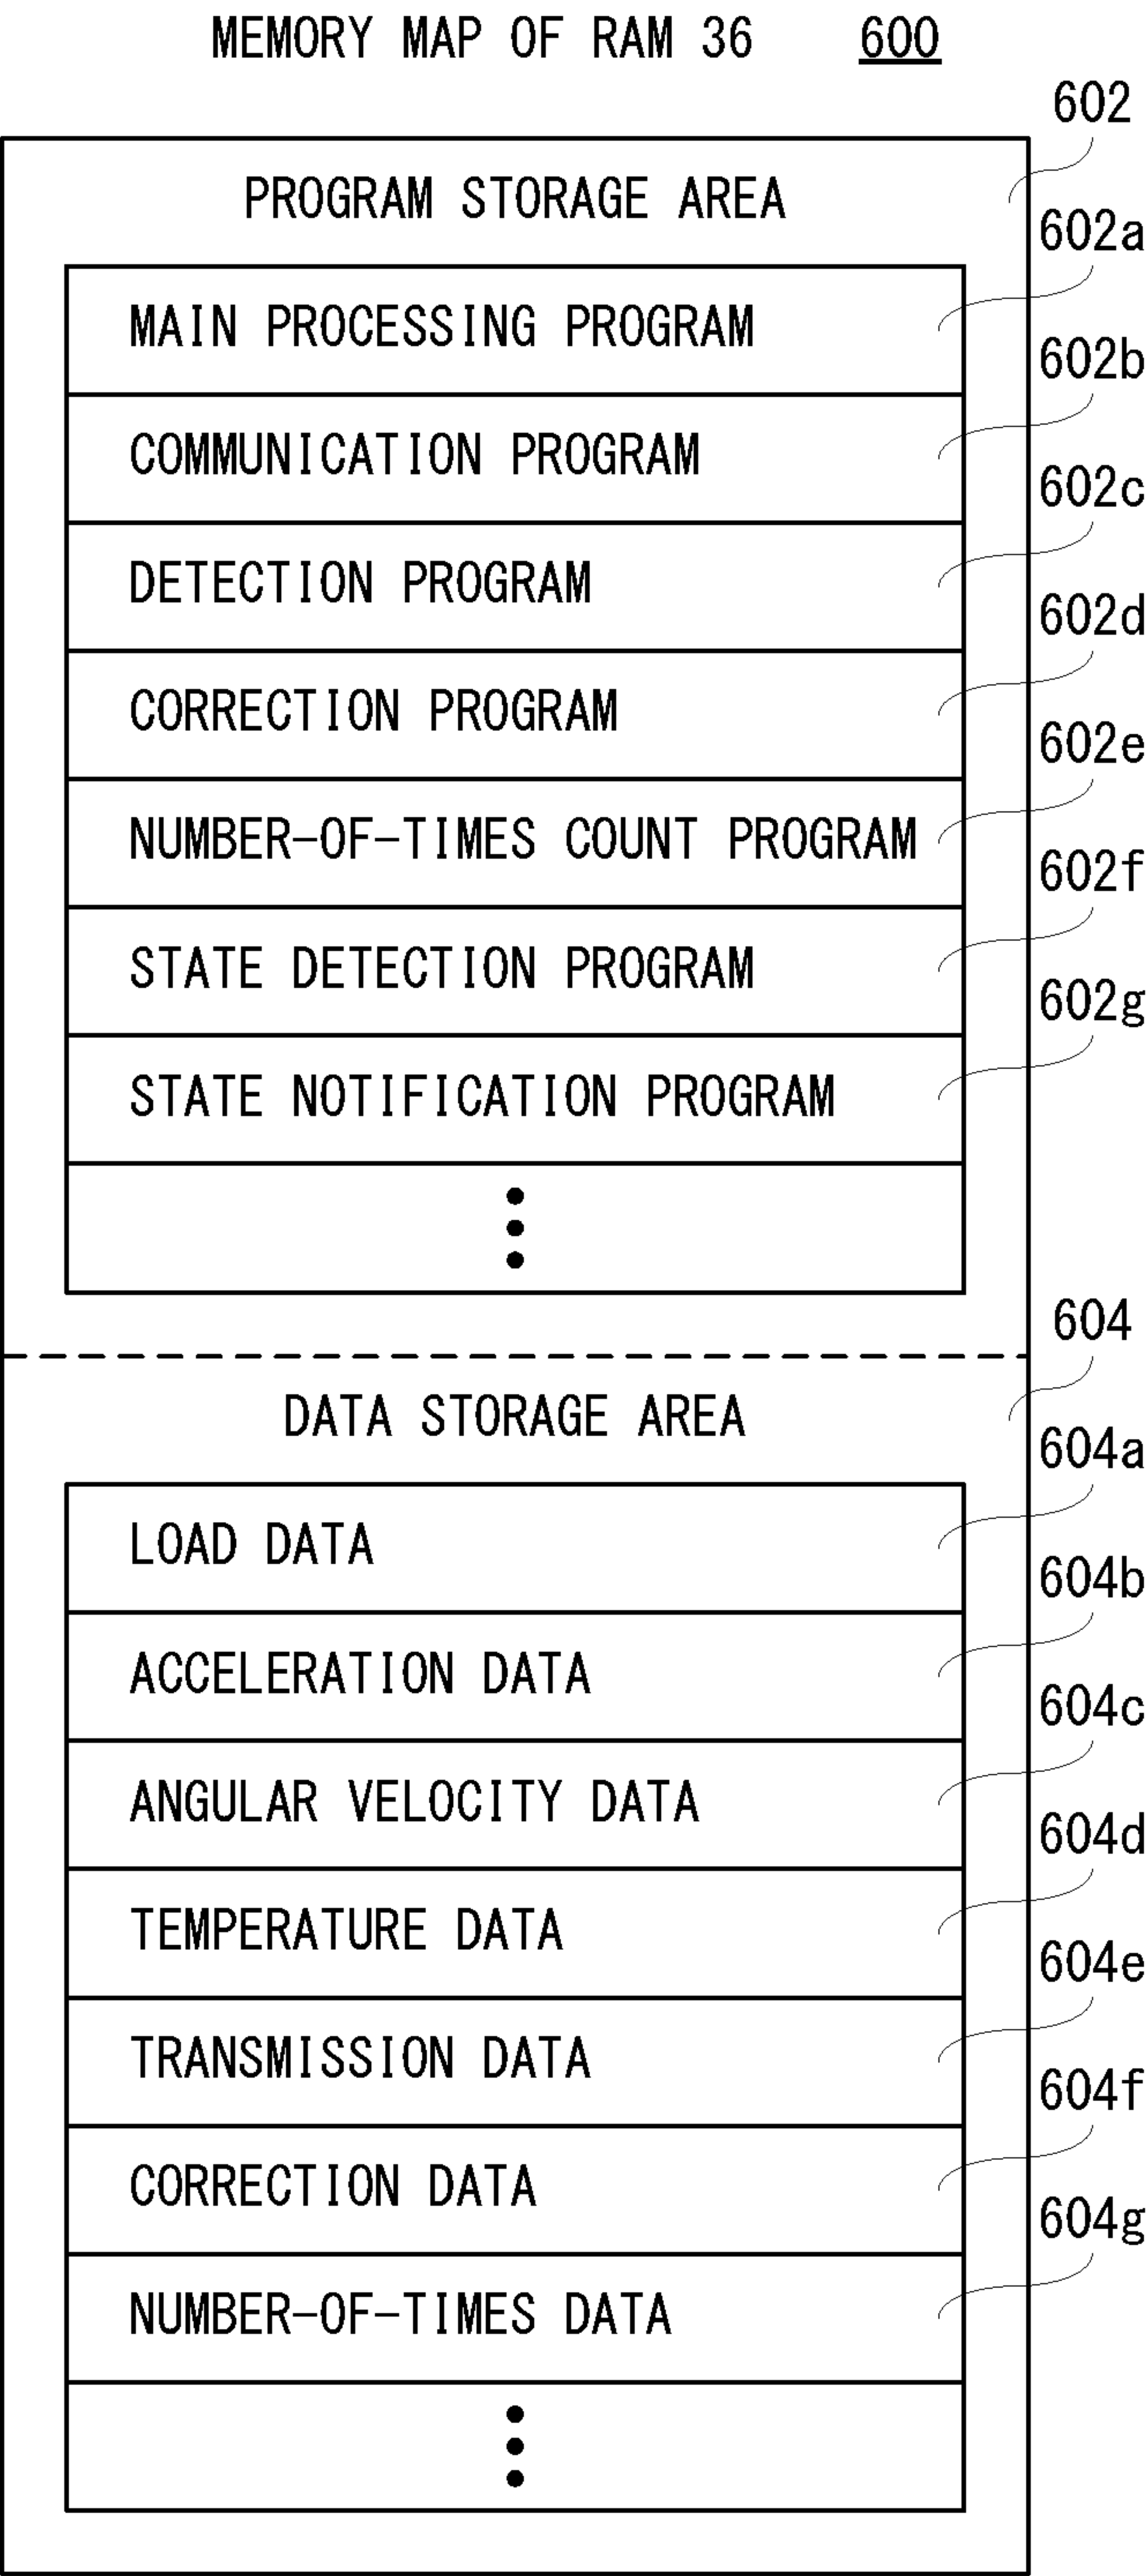 MEMORY MAP OF RAM 36 600
602
PROGRAM STORAGE AREA
602a
MAIN PROCESSING PROGRAM
602b
COMMUNICATION PROGRAM
602c
DETECTION PROGRAM
602d
CORRECTION PROGRAM
602e
NUMBER-OF-TIMES COUNT PROGRAM
602f
STATE DETECTION PROGRAM
602g
STATE NOTIFICATION PROGRAM
604
DATA STORAGE AREA
604a
LOAD DATA
604b
ACCELERATION DATA
604c
ANGULAR VELOCITY DATA
604d
TEMPERATURE DATA
604e
TRANSMISSION DATA
604f
CORRECTION DATA
604g
NUMBER-OF-TIMES DATA